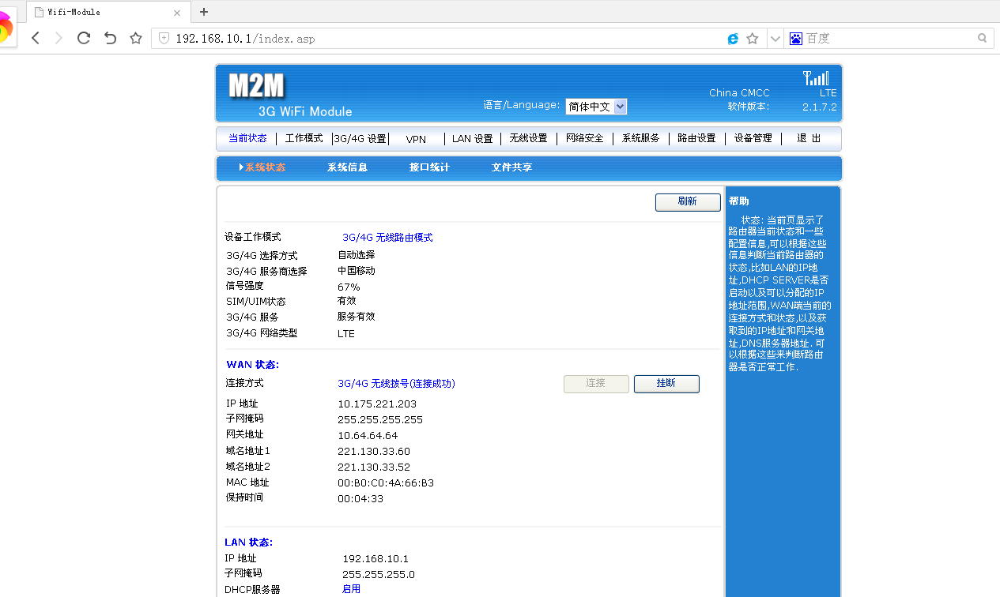 Wifi-Module
192.168.10.1/index.asp
百度
M2M
3G WiFi Module
语言/Language: 简体中文
China CMCC LTE
软件版本: 2.1.7.2
当前状态 工作模式 3G/4G 设置 VPN LAN 设置 无线设置 网络安全 系统服务 路由设置 设备管理 退 出
系统状态 系统信息 接口统计 文件共享
刷新
设备工作模式 3G/4G 无线路由模式
3G/4G 选择方式 自动选择
3G/4G 服务商选择 中国移动
信号强度 67%
SIM/UIM状态 有效
3G/4G 服务 服务有效
3G/4G 网络类型 LTE
WAN 状态:
连接方式 3G/4G 无线拨号(连接成功) 连接 挂断
IP 地址 10.175.221.203
子网掩码 255.255.255.255
网关地址 10.64.64.64
域名地址1 221.130.33.60
域名地址2 221.130.33.52
MAC 地址 00:B0:C0:4A:66:B3
保持时间 00:04:33
LAN 状态:
IP 地址 192.168.10.1
子网掩码 255.255.255.0
DHCP服务器 启用
帮助
状态: 当前页显示了
路由器当前状态和一些
配置信息,可以根据这些
信息判断当前路由器的
状态,比如LAN的IP地
址,DHCP SERVER是否
启动以及可以分配的IP
地址范围,WAN端当前的
连接方式和状态,以及获
取到的IP地址和网关地
址,DNS服务器地址. 可
以根据这些来判断路由
器是否正常工作.